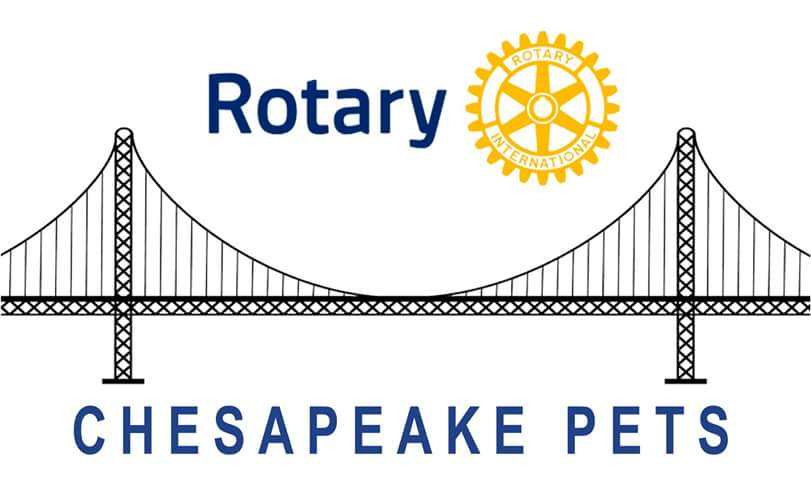 Rotary
ROTARY
INTERNATIONAL
CHESAPEAKE PETS